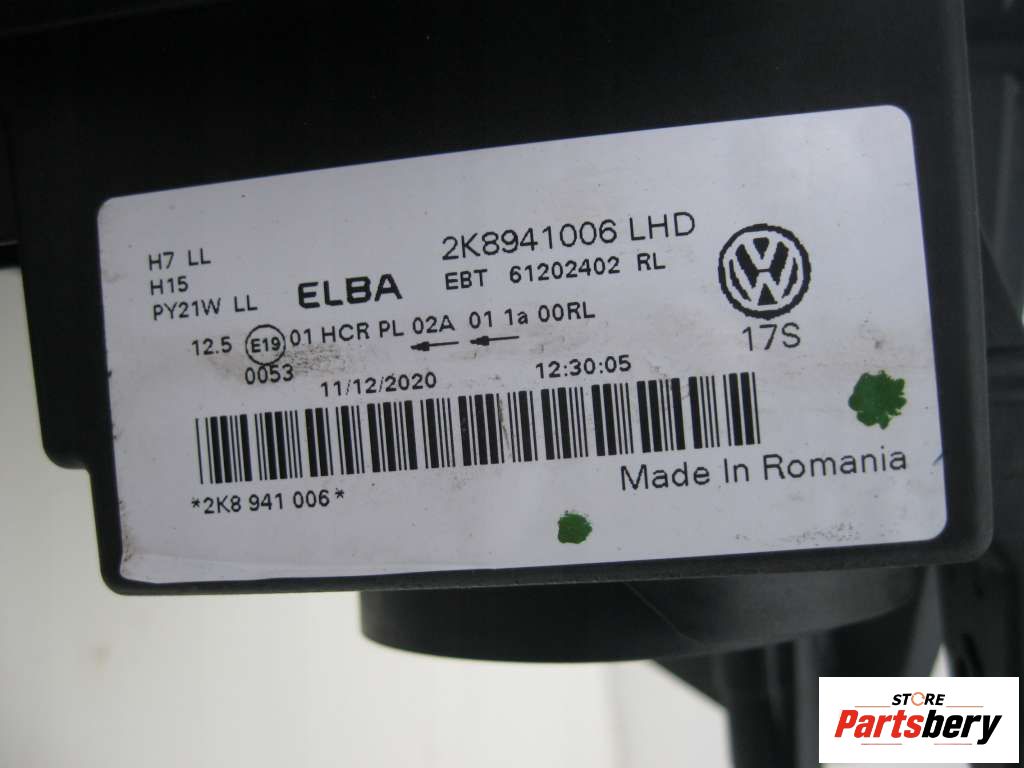 H7 LL
H15
PY21W LL
ELBA
2K8941006 LHD
EBT 61202402 RL
12.5 E19 01 HCR PL 02A 01 1a 00RL
0053
17S
11/12/2020 12:30:05
*2K8 941 006*
Made In Romania
STORE
Partsbery